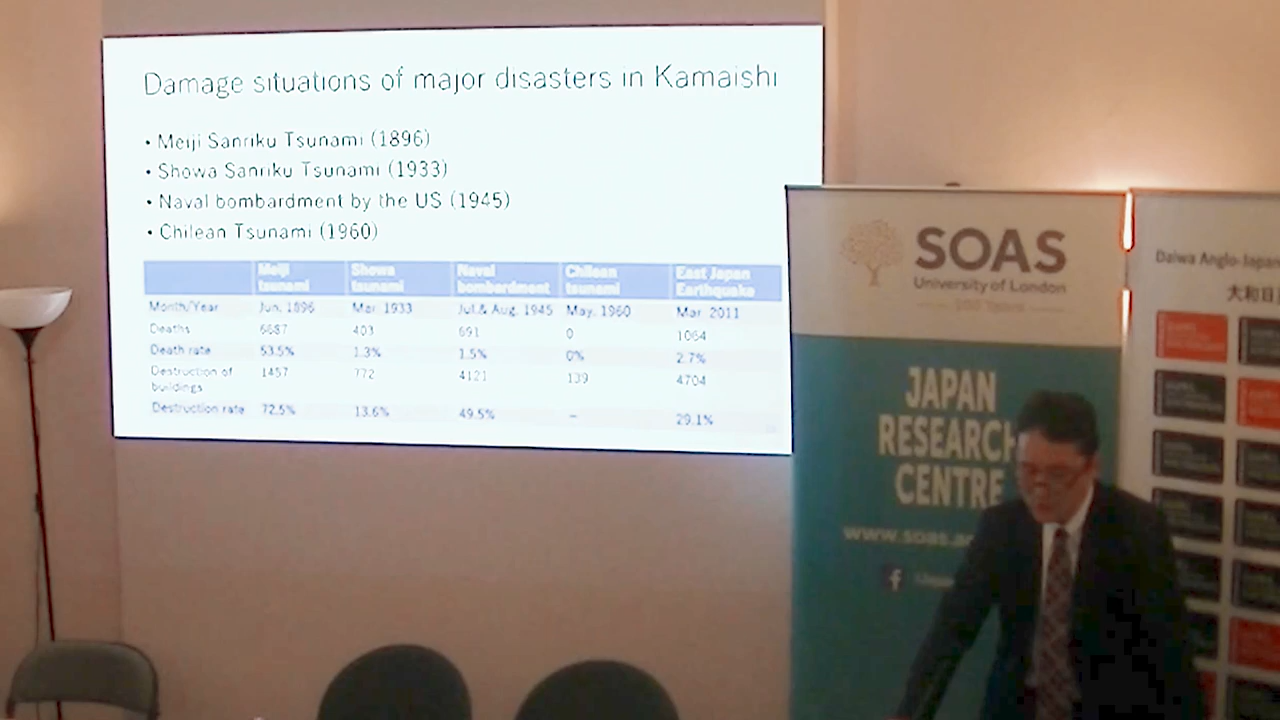 Damage situations of major disasters in Kamaishi
• Meiji Sanriku Tsunami (1896)
• Showa Sanriku Tsunami (1933)
• Naval bombardment by the US (1945)
• Chilean Tsunami (1960)
Meiji tsunami Showa tsunami Naval bombardment Chilean tsunami East Japan Earthquake
Month/Year Jun. 1896 Mar. 1933 Jul.& Aug. 1945 May. 1960 Mar. 2011
Deaths 6687 403 691 0 1064
Death rate 53.5% 1.3% 1.5% 0% 2.7%
Destruction of buildings 1457 772 4121 139 4704
Destruction rate 72.5% 13.6% 49.5% – 29.1%
SOAS
University of London
JAPAN
RESEARCH
CENTRE
www.soas.a
f
Daiwa Anglo-Japan
大和日